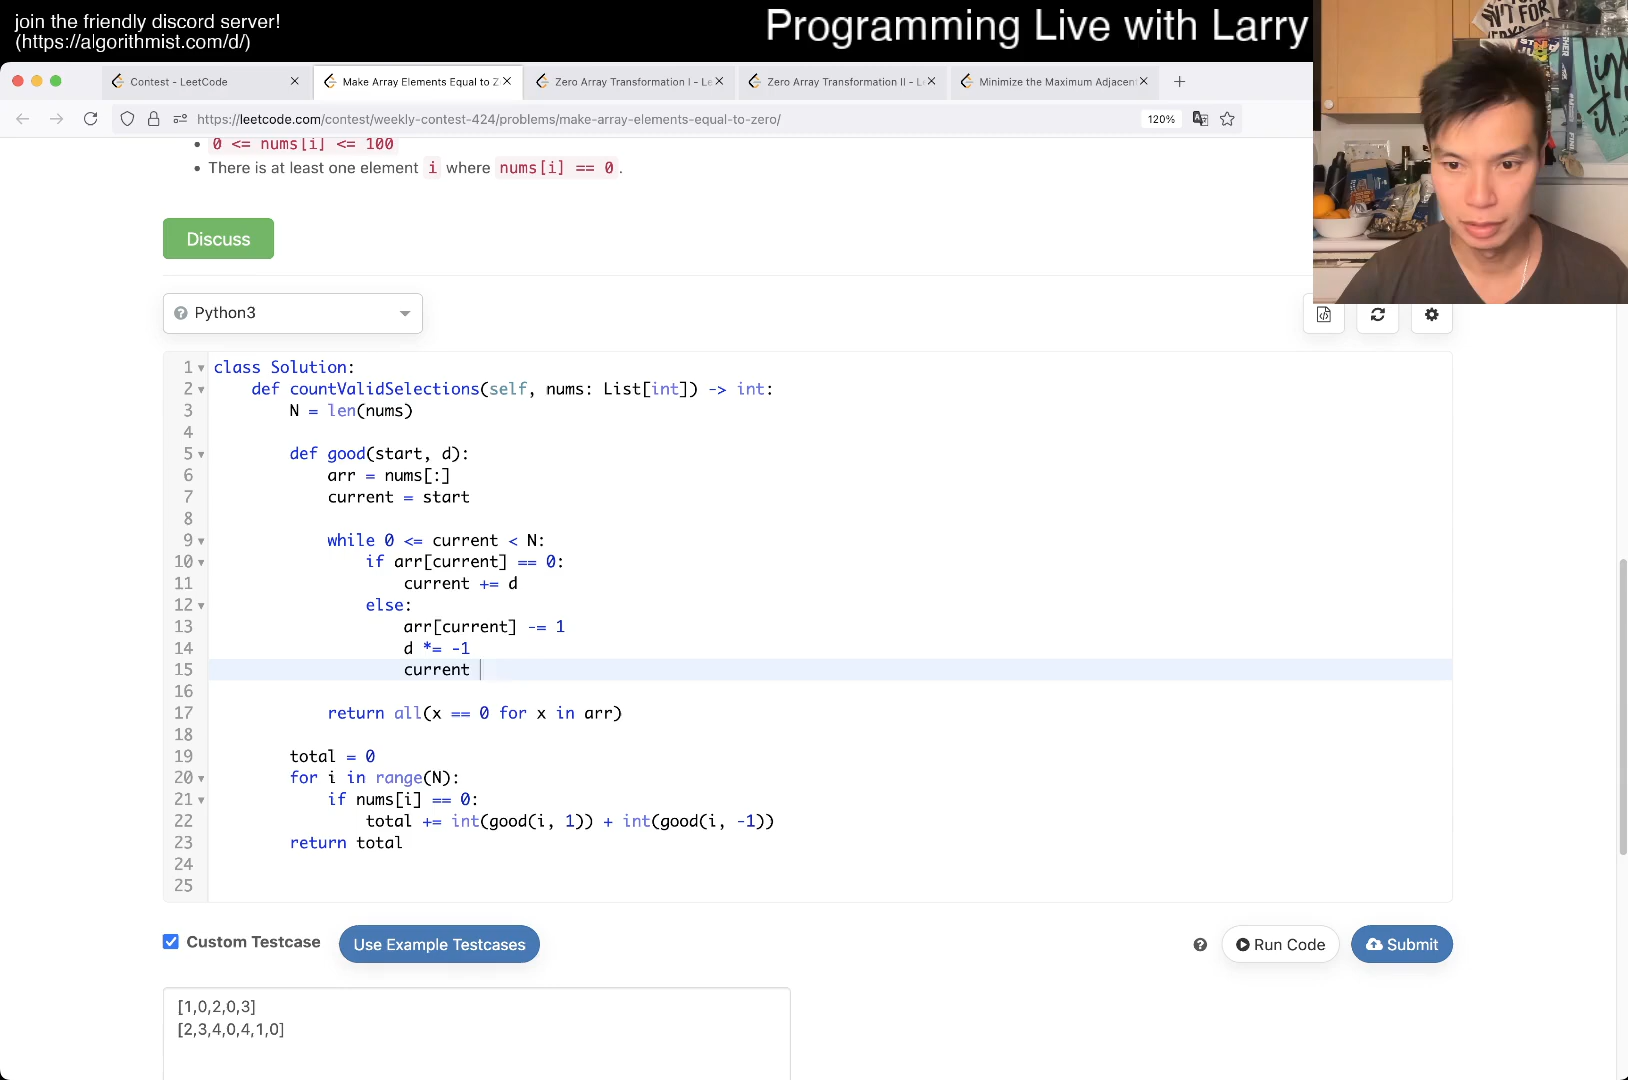 join the friendly discord server!
(https://algorithmist.com/d/)
Programming Live with Larry
Contest - LeetCode
Make Array Elements Equal to Z
Zero Array Transformation I - Le
Zero Array Transformation II - L
Minimize the Maximum Adjacen
https://leetcode.com/contest/weekly-contest-424/problems/make-array-elements-equal-to-zero/
120%
0 <= nums[i] <= 100
There is at least one element i where nums[i] == 0.
Discuss
Python3
1 class Solution:
2     def countValidSelections(self, nums: List[int]) -> int:
3         N = len(nums)
4
5         def good(start, d):
6             arr = nums[:]
7             current = start
8
9             while 0 <= current < N:
10                 if arr[current] == 0:
11                     current += d
12                 else:
13                     arr[current] -= 1
14                     d *= -1
15                     current
16
17             return all(x == 0 for x in arr)
18
19         total = 0
20         for i in range(N):
21             if nums[i] == 0:
22                 total += int(good(i, 1)) + int(good(i, -1))
23         return total
24
25
Custom Testcase
Use Example Testcases
Run Code
Submit
[1,0,2,0,3]
[2,3,4,0,4,1,0]